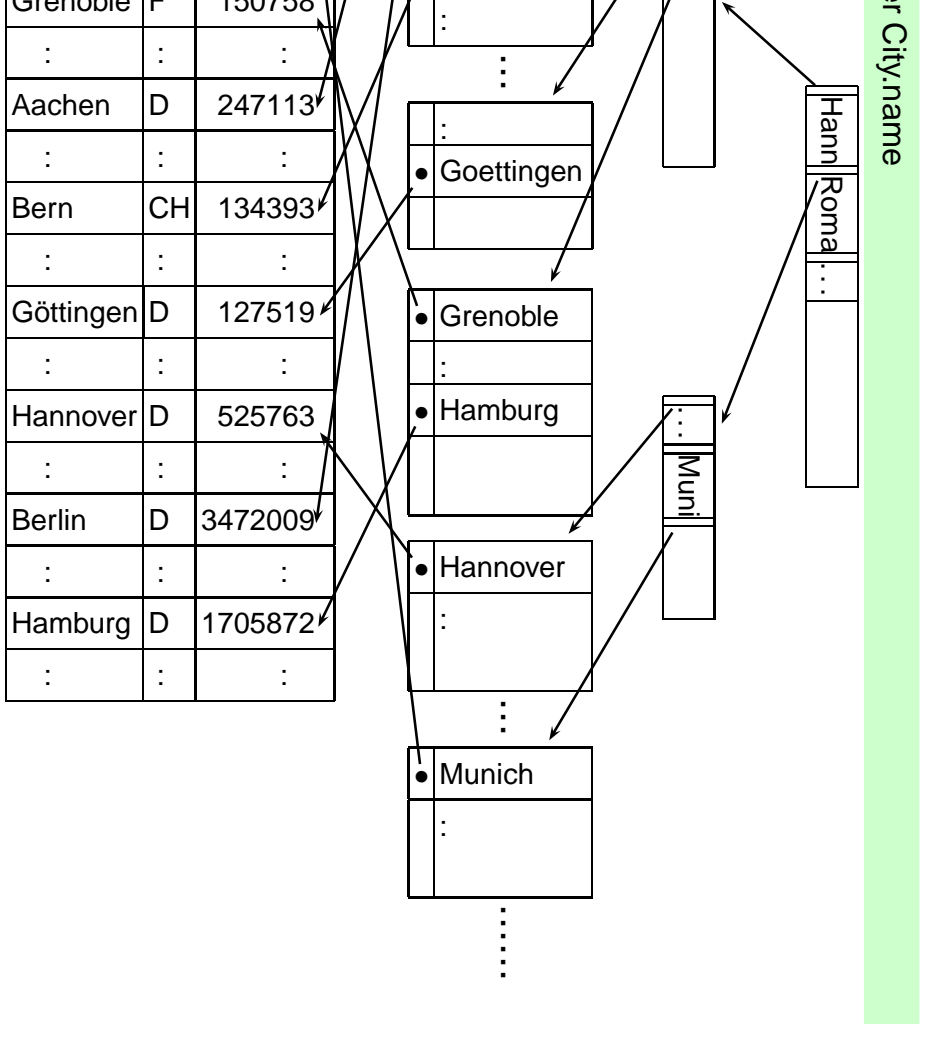 Grenoble F 150758
: : :
Aachen D 247113
: : :
Bern CH 134393
: : :
Göttingen D 127519
: : :
Hannover D 525763
: : :
Berlin D 3472009
: : :
Hamburg D 1705872
: : :
:
⋮
:
• Goettingen
• Grenoble
:
• Hamburg
• Hannover
:
⋮
• Munich
:
⋮
... Muni
Hann Roma ...
er City.name